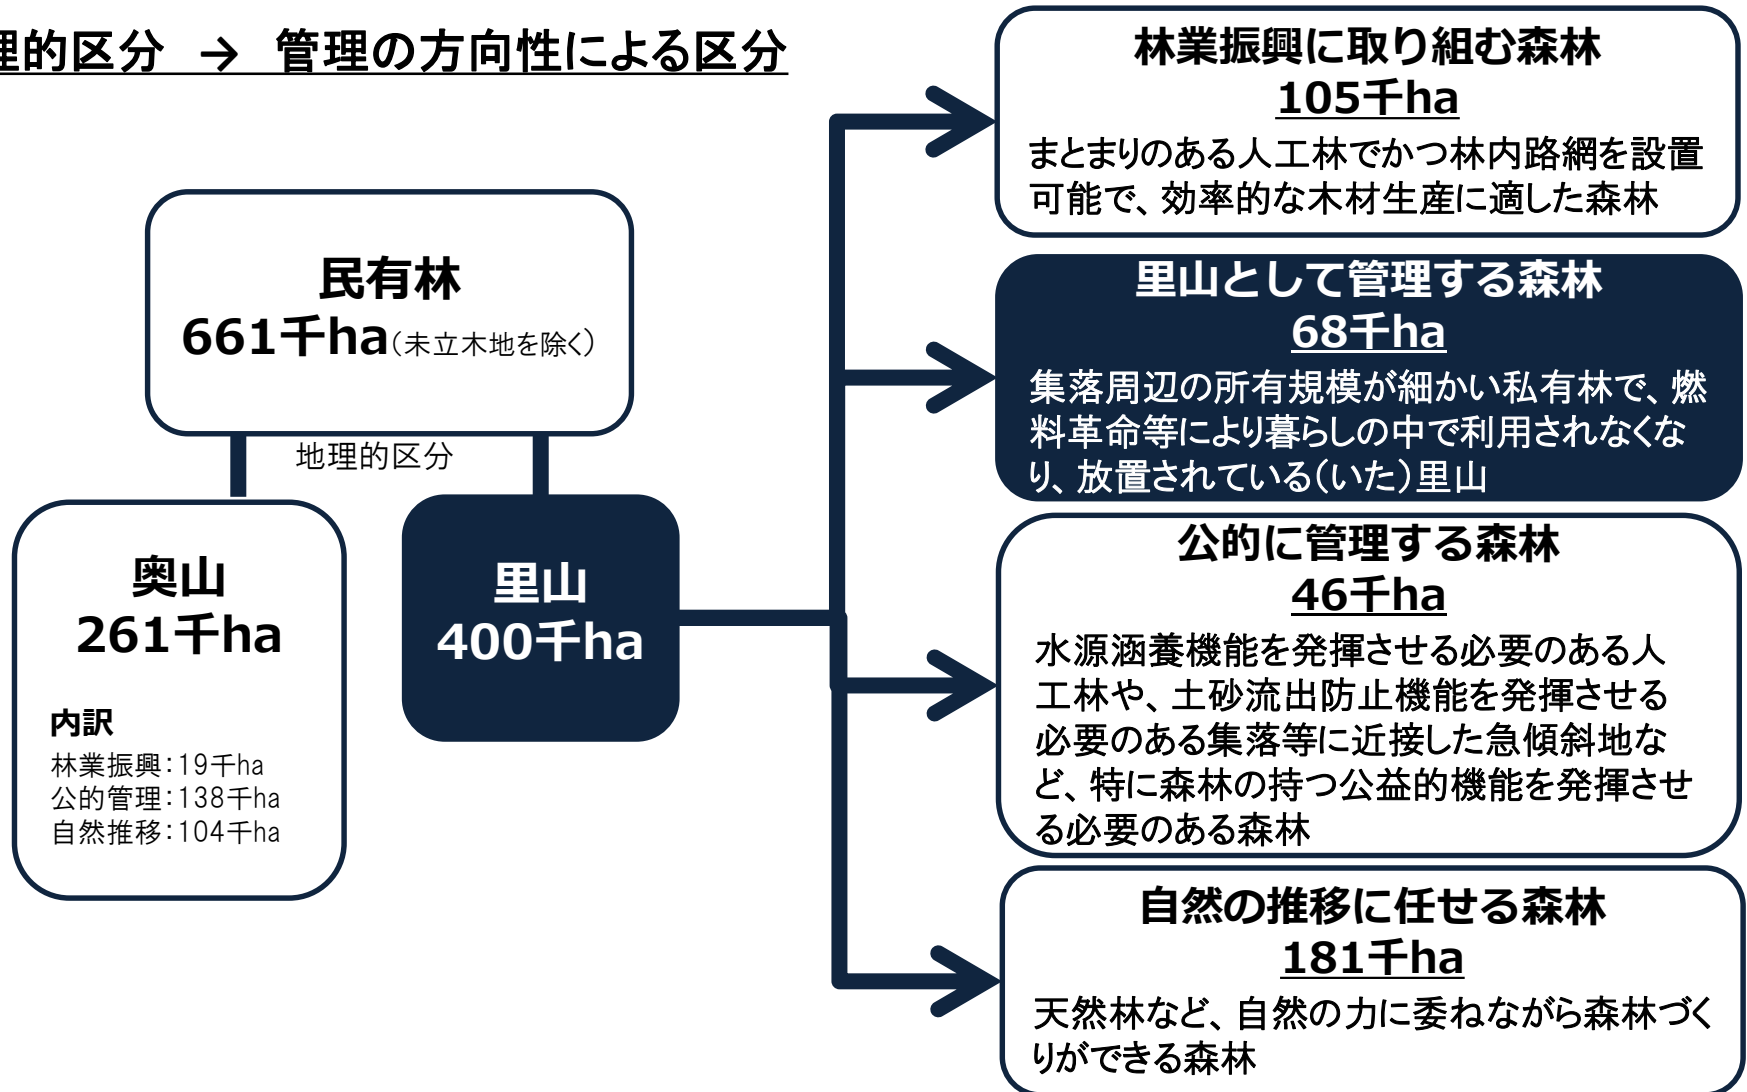 理的区分 → 管理の方向性による区分
民有林
661千ha(未立木地を除く)
地理的区分
奥山
261千ha
内訳
林業振興:19千ha
公的管理:138千ha
自然推移:104千ha
里山
400千ha
林業振興に取り組む森林
105千ha
まとまりのある人工林でかつ林内路網を設置
可能で、効率的な木材生産に適した森林
里山として管理する森林
68千ha
集落周辺の所有規模が細かい私有林で、燃
料革命等により暮らしの中で利用されなくな
り、放置されている(いた)里山
公的に管理する森林
46千ha
水源涵養機能を発揮させる必要のある人
工林や、土砂流出防止機能を発揮させる
必要のある集落等に近接した急傾斜地な
ど、特に森林の持つ公益的機能を発揮させ
る必要のある森林
自然の推移に任せる森林
181千ha
天然林など、自然の力に委ねながら森林づく
りができる森林